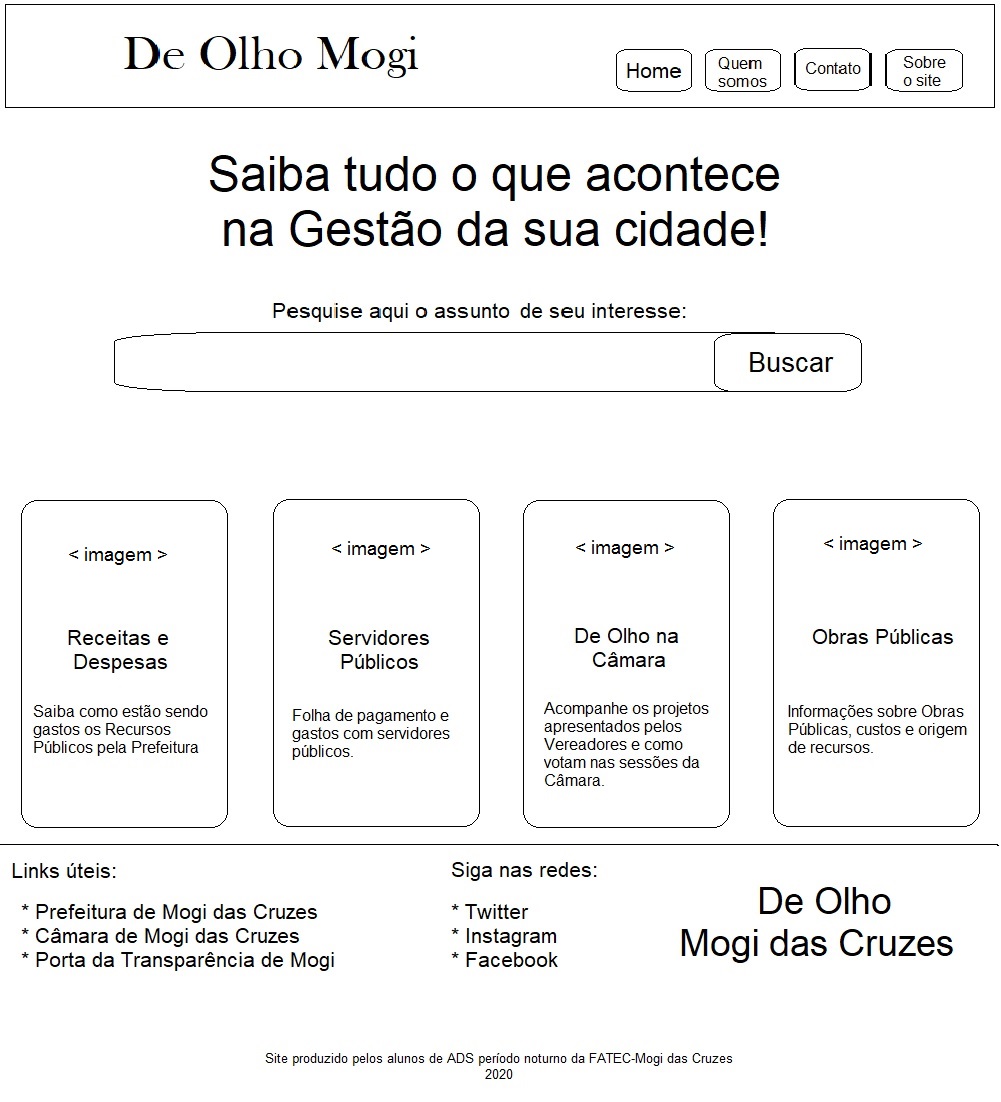 De Olho Mogi
Home
Quem
somos
Contato
Sobre
o site
Saiba tudo o que acontece
na Gestão da sua cidade!
Pesquise aqui o assunto de seu interesse:
Buscar
< imagem >
Receitas e
Despesas
Saiba como estão sendo
gastos os Recursos
Públicos pela Prefeitura
< imagem >
Servidores
Públicos
Folha de pagamento e
gastos com servidores
públicos.
< imagem >
De Olho na
Câmara
Acompanhe os projetos
apresentados pelos
Vereadores e como
votam nas sessões da
Câmara.
< imagem >
Obras Públicas
Informações sobre Obras
Públicas, custos e origem
de recursos.
Links úteis:
* Prefeitura de Mogi das Cruzes
* Câmara de Mogi das Cruzes
* Porta da Transparência de Mogi
Siga nas redes:
* Twitter
* Instagram
* Facebook
De Olho
Mogi das Cruzes
Site produzido pelos alunos de ADS período noturno da FATEC-Mogi das Cruzes
2020